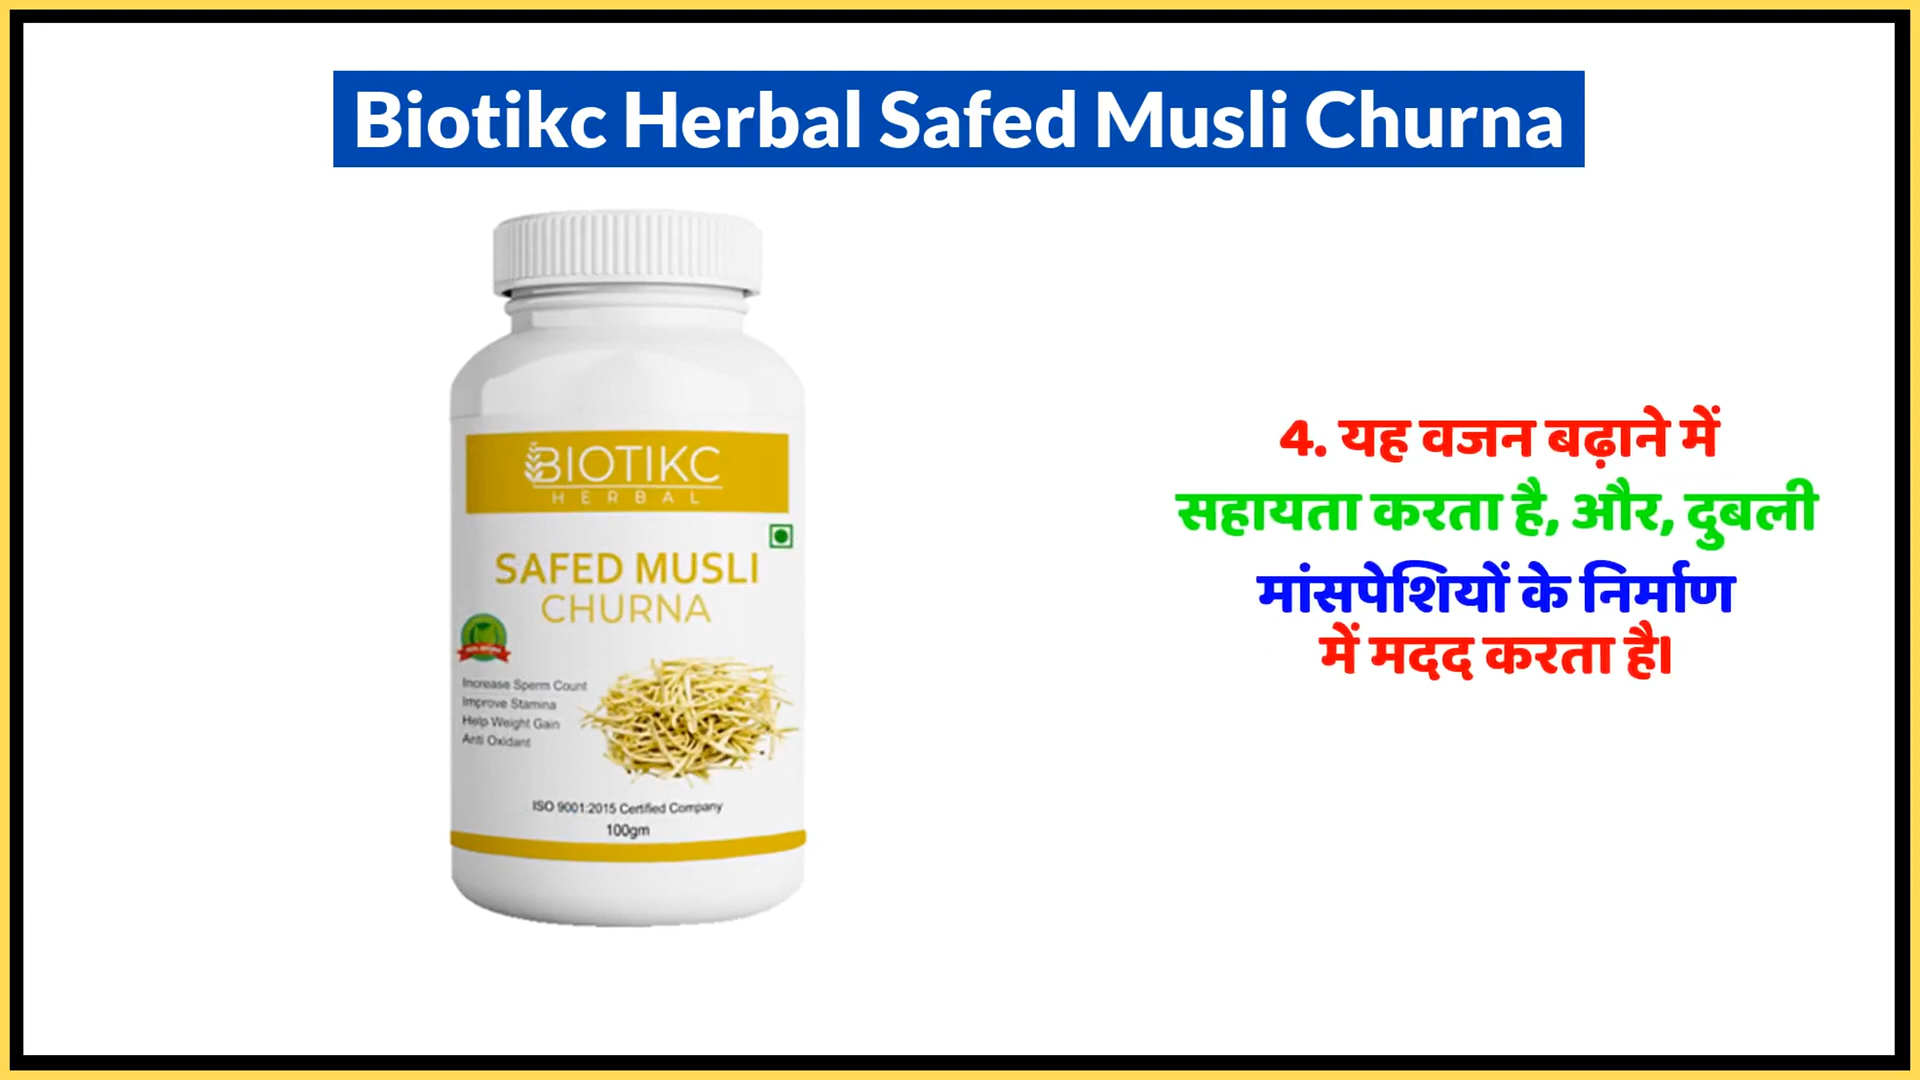 Biotikc Herbal Safed Musli Churna
BIOTIKC
HERBAL
SAFED MUSLI
CHURNA
Increase Sperm Count
Improve Stamina
Help Weight Gain
Anti Oxidant
ISO 9001:2015 Certified Company
100gm
4. यह वजन बढ़ाने में
सहायता करता है, और, दुबली
मांसपेशियों के निर्माण
में मदद करता है।